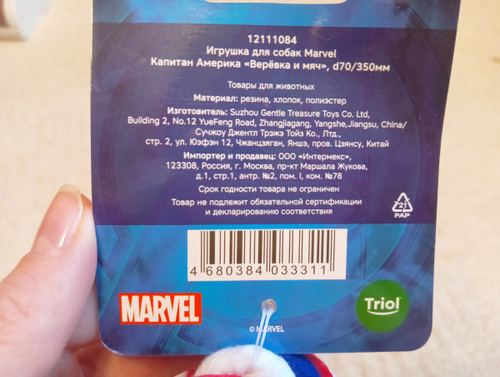 12111084
Игрушка для собак Marvel
Капитан Америка «Верёвка и мяч», d70/350мм
Товары для животных
Материал: резина, хлопок, полиэстер
Изготовитель: Suzhou Gentle Treasure Toys Co. Ltd,
Building 2, No.12 YueFeng Road, Zhangjiagang, Yangshe,Jiangsu, China/
Сучжоу Джентл Трэжэ Тойз Ко., Лтд.,
стр. 2, ул. Юэфэн 12, Чжанцзяган, Яншэ, пров. Цзянсу, Китай
Импортер и продавец: ООО «Интермекс»,
123308, Россия, г. Москва, пр-кт Маршала Жукова,
д.1, стр.1, антр. №2, пом. I, ком. №78
Срок годности товара не ограничен
Товар не подлежит обязательной сертификации
и декларированию соответствия
21
PAP
4 680384 033311
MARVEL
Triol
© MARVEL